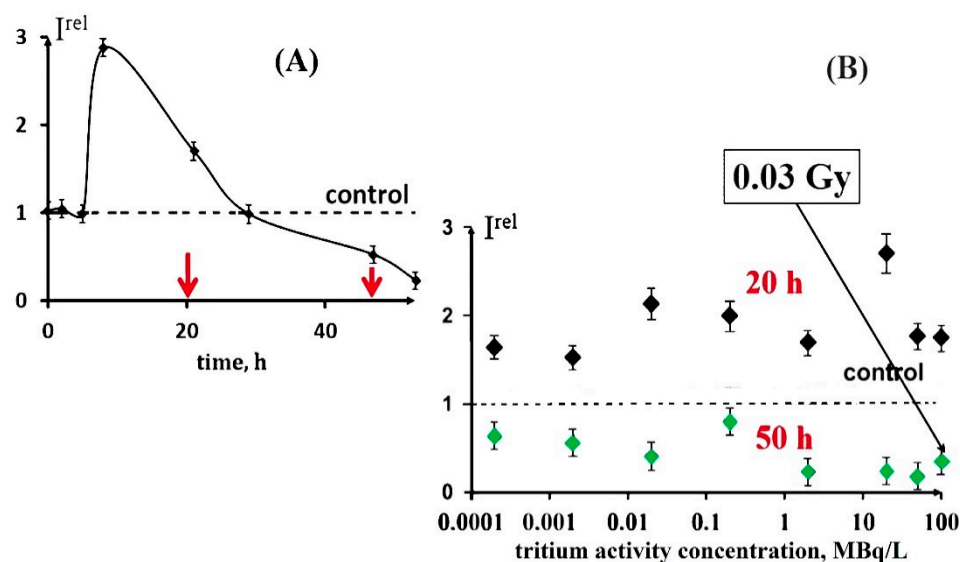 I^rel
(A)
3
2
1
0
control
0
20
40
time, h
(B)
0.03 Gy
I^rel
3
2
1
0
20 h
control
50 h
0.0001
0.001
0.01
0.1
1
10
100
tritium activity concentration, MBq/L